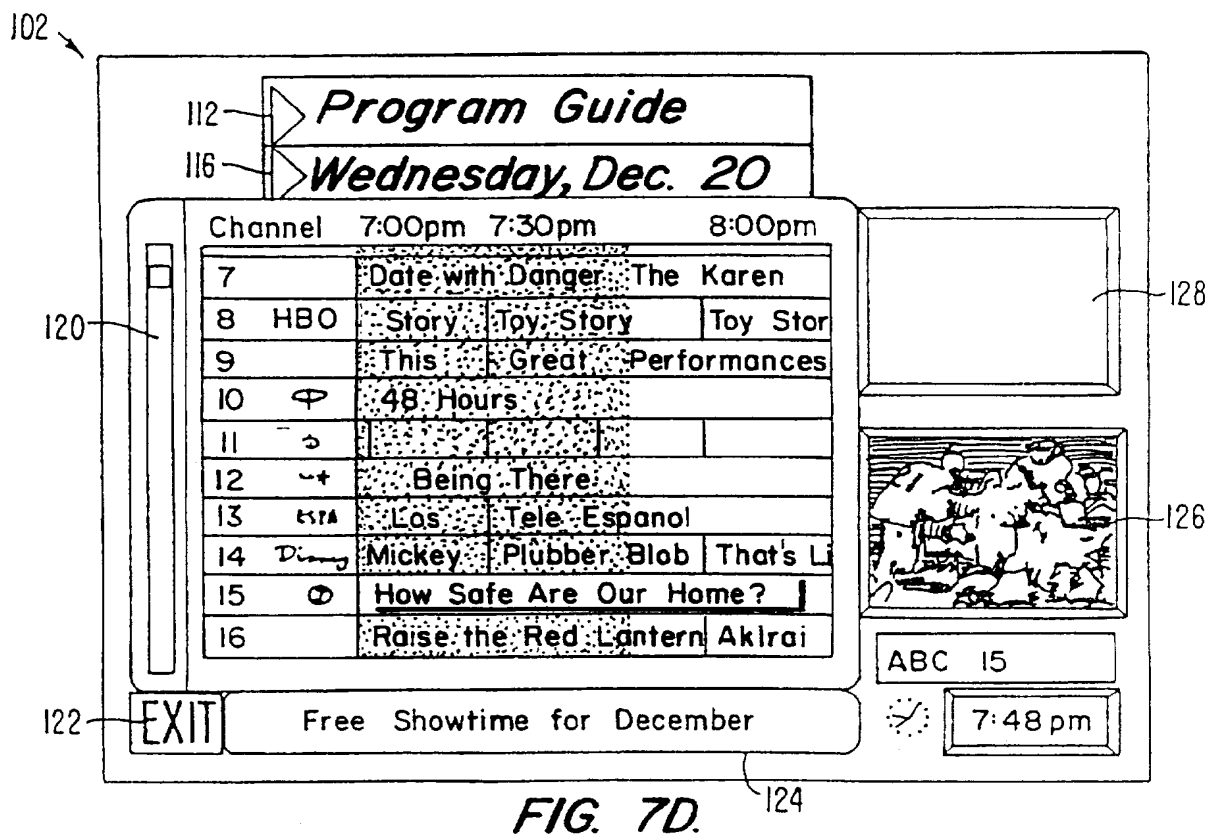 102
112 Program Guide
116 Wednesday, Dec. 20
Channel 7:00pm 7:30pm 8:00pm
7 Date with Danger The Karen
8 HBO Story Toy Story Toy Stor
9 This Great Performances
10 48 Hours
11
12 Being There
13 Los Tele Espanol
14 Mickey Plubber Blob That's Li
15 How Safe Are Our Home?
16 Raise the Red Lantern Aklrai
120
128
126
ABC 15
122 EXIT Free Showtime for December 7:48 pm
124
FIG. 7D.